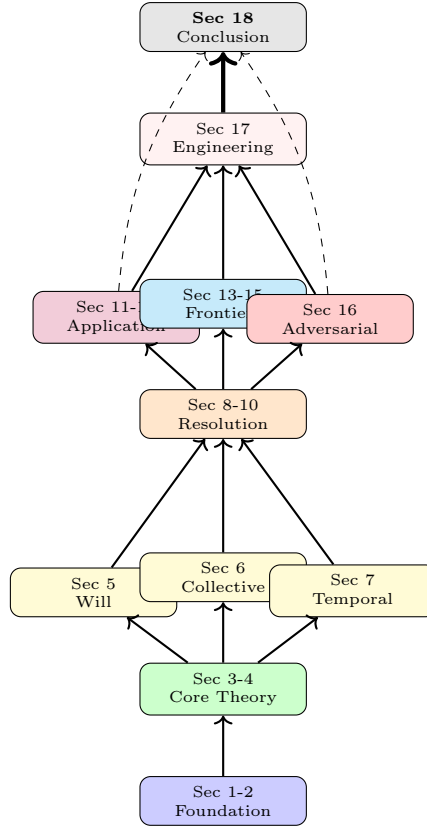 Sec 18
Conclusion
Sec 17
Engineering
Sec 11-
Application
Sec 13-15
Frontie
Sec 16
Adversarial
Sec 8-10
Resolution
Sec 5
Will
Sec 6
Collective
Sec 7
Temporal
Sec 3-4
Core Theory
Sec 1-2
Foundation